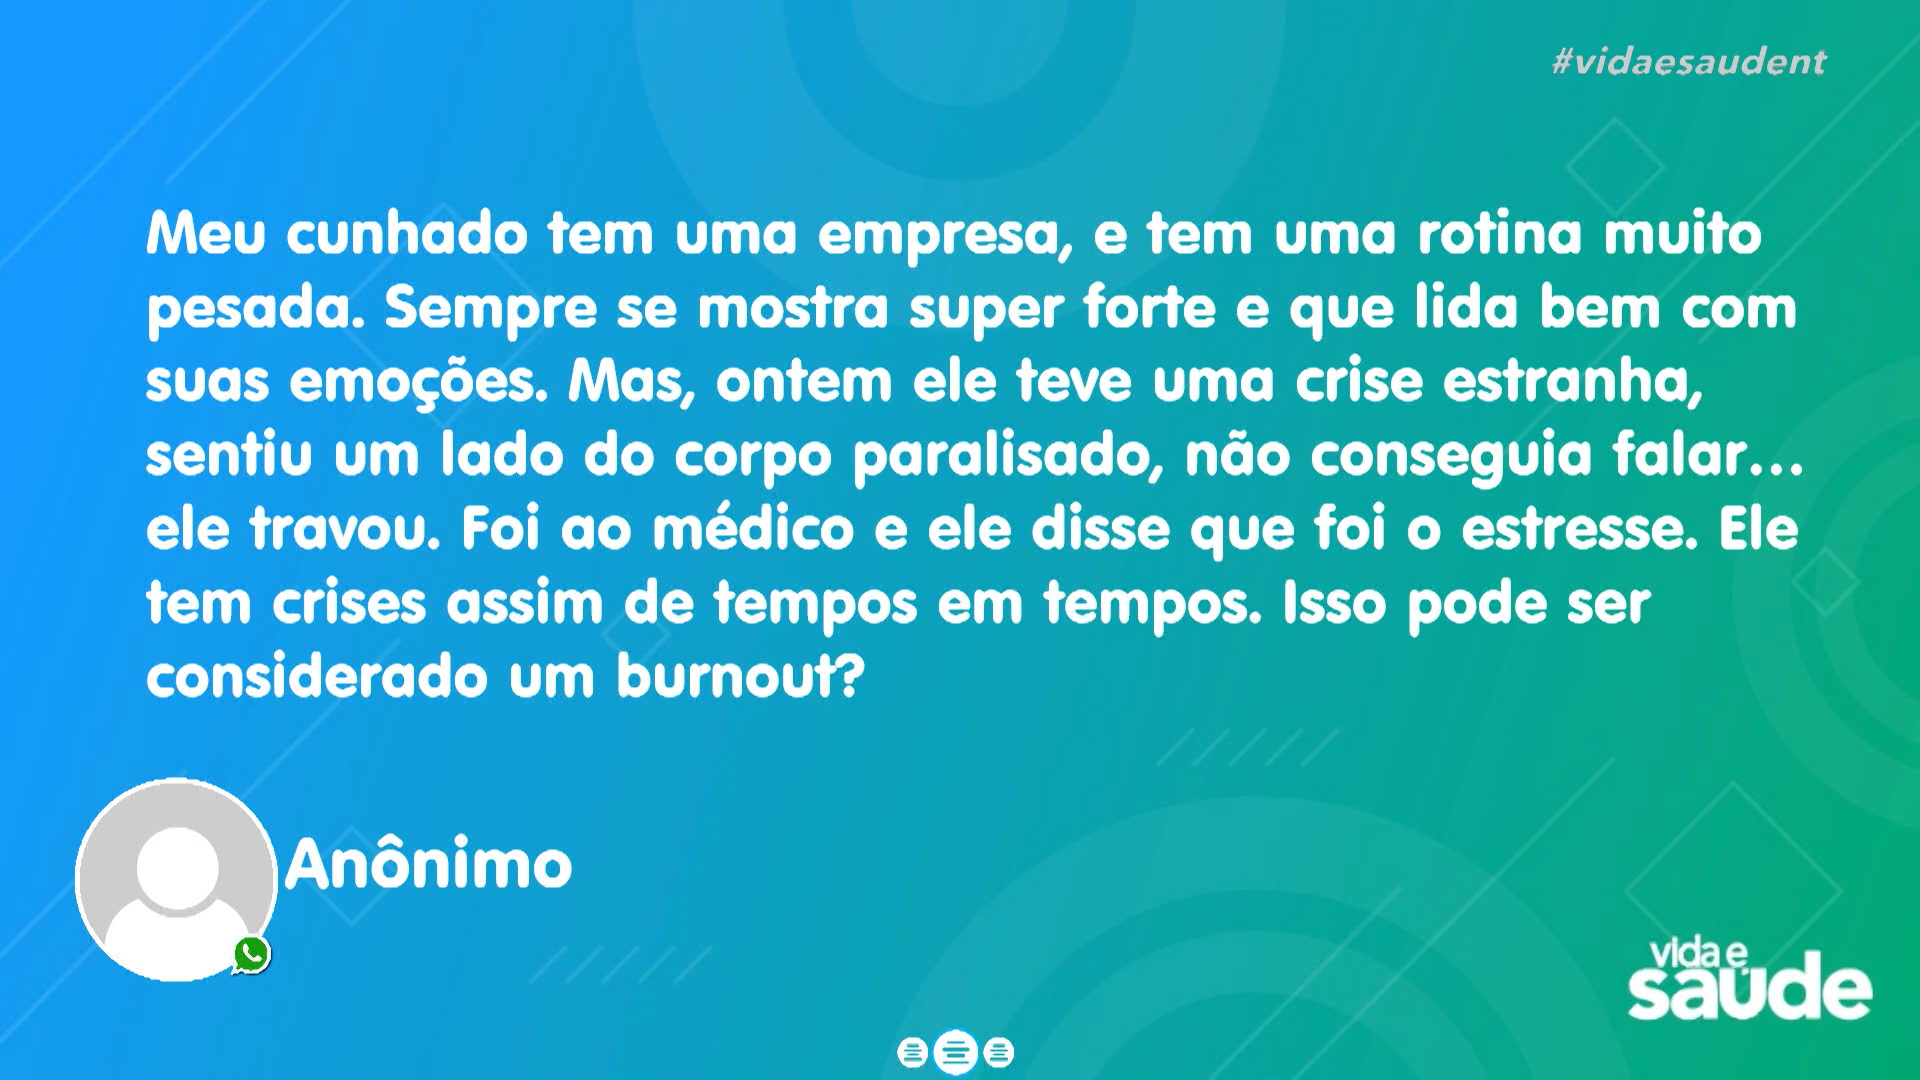 #vidaesaudent
Meu cunhado tem uma empresa, e tem uma rotina muito
pesada. Sempre se mostra super forte e que lida bem com
suas emoções. Mas, ontem ele teve uma crise estranha,
sentiu um lado do corpo paralisado, não conseguia falar...
ele travou. Foi ao médico e ele disse que foi o estresse. Ele
tem crises assim de tempos em tempos. Isso pode ser
considerado um burnout?
Anônimo
vida e
saúde